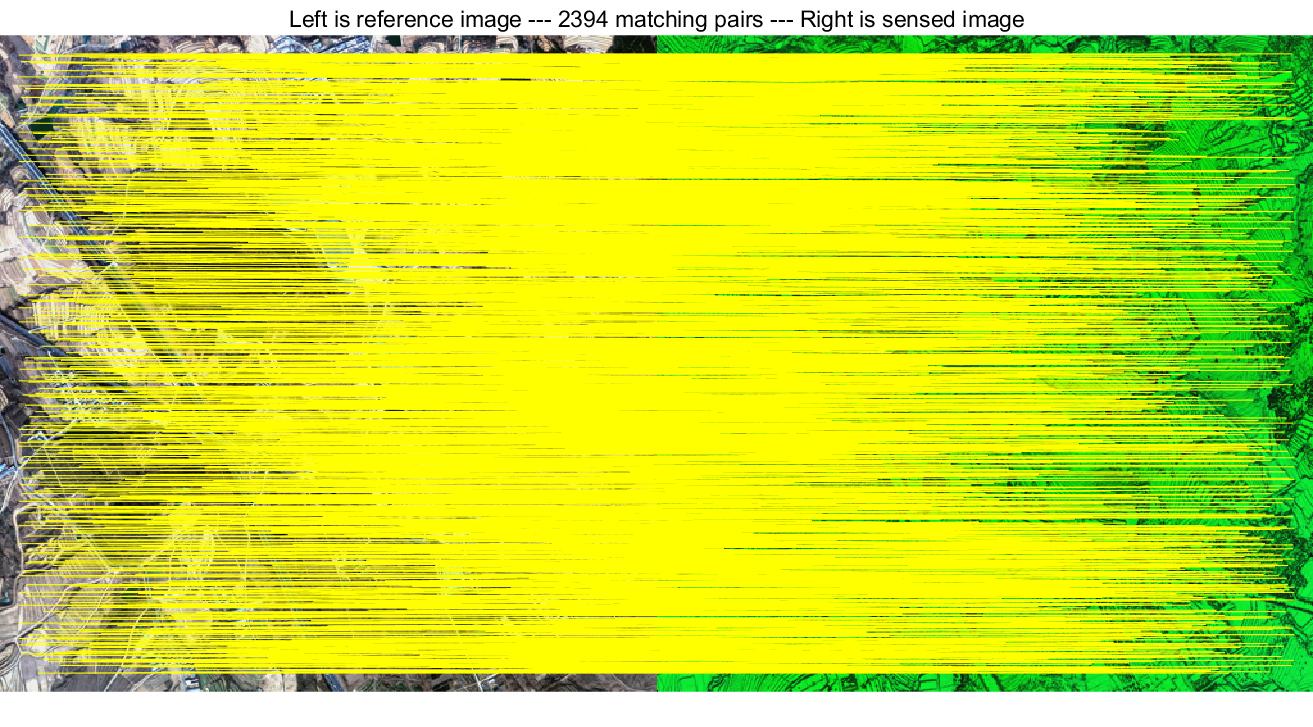 Left is reference image --- 2394 matching pairs --- Right is sensed image